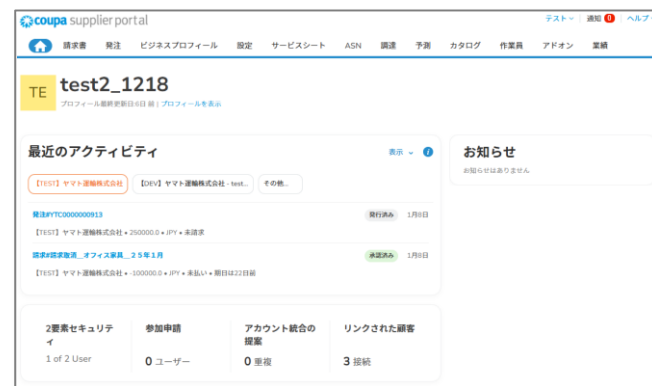 coupa supplier portal
テスト 通知 0 ヘルプ
請求書 発注 ビジネスプロフィール 設定 サービスシート ASN 調達 予測 カタログ 作業員 アドオン 業績
TE
test2_1218
プロフィール最終更新日:6日 前 | プロフィールを表示
最近のアクティビティ
表示
お知らせ
お知らせはありません
【TEST】ヤマト運輸株式会社
【DEV】ヤマト運輸株式会社 - test...
その他...
発注#YTC0000000913
発行済み 1月8日
【TEST】ヤマト運輸株式会社 • 250000.0 • JPY • 未請求
請求#請求取消_オフィス家具_25年1月
承認済み 1月8日
【TEST】ヤマト運輸株式会社 • -100000.0 • JPY • 未払い • 期日は22日前
2要素セキュリティ
1 of 2 User
参加申請
0 ユーザー
アカウント統合の提案
0 重複
リンクされた顧客
3 接続